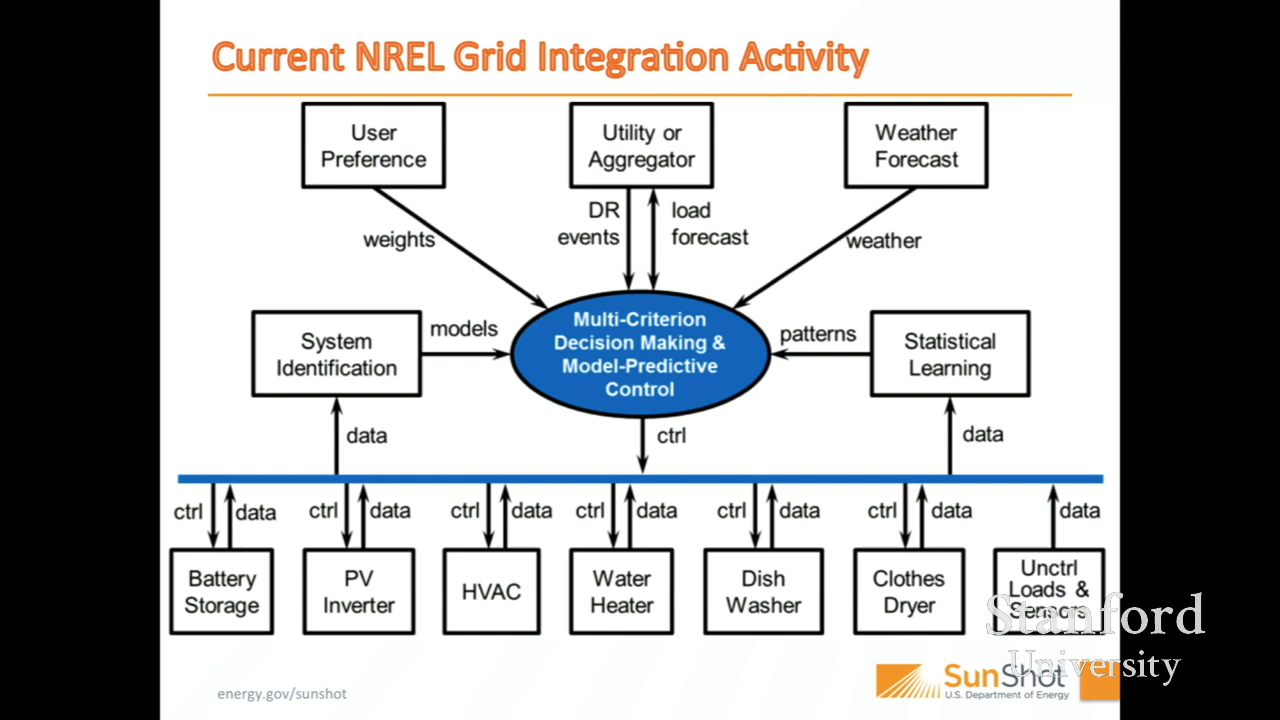 Current NREL Grid Integration Activity
User
Preference
Utility or
Aggregator
Weather
Forecast
weights
DR
events
load
forecast
weather
System
Identification
models
Multi-Criterion
Decision Making &
Model-Predictive
Control
patterns
Statistical
Learning
data
ctrl
data
ctrl
data
ctrl
data
ctrl
data
ctrl
data
ctrl
data
ctrl
data
data
Battery
Storage
PV
Inverter
HVAC
Water
Heater
Dish
Washer
Clothes
Dryer
Unctrl
Loads &
Sensors
Stanford
University
energy.gov/sunshot
SunShot
U.S. Department of Energy